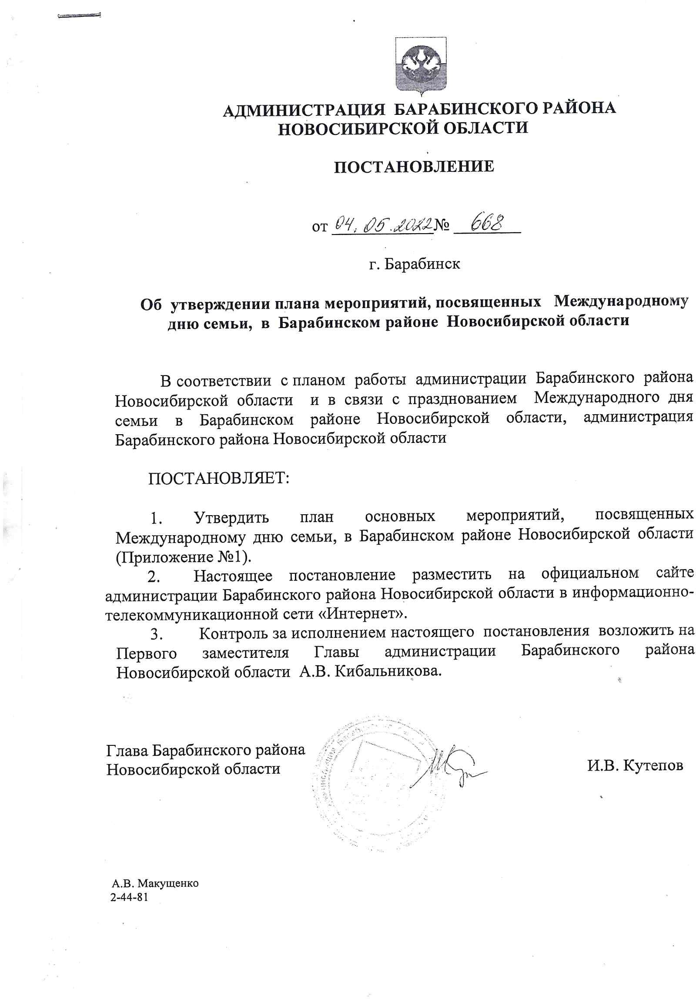 АДМИНИСТРАЦИЯ БАРАБИНСКОГО РАЙОНА
НОВОСИБИРСКОЙ ОБЛАСТИ
ПОСТАНОВЛЕНИЕ
от 04.05.2022 № 668
г. Барабинск
Об утверждении плана мероприятий, посвященных Международному
дню семьи, в Барабинском районе Новосибирской области
В соответствии с планом работы администрации Барабинского района
Новосибирской области и в связи с празднованием Международного дня
семьи в Барабинском районе Новосибирской области, администрация
Барабинского района Новосибирской области
ПОСТАНОВЛЯЕТ:
1. Утвердить план основных мероприятий, посвященных
Международному дню семьи, в Барабинском районе Новосибирской области
(Приложение №1).
2. Настоящее постановление разместить на официальном сайте
администрации Барабинского района Новосибирской области в информационно-
телекоммуникационной сети «Интернет».
3. Контроль за исполнением настоящего постановления возложить на
Первого заместителя Главы администрации Барабинского района
Новосибирской области А.В. Кибальникова.
Глава Барабинского района
Новосибирской области И.В. Кутепов
А.В. Макущенко
2-44-81